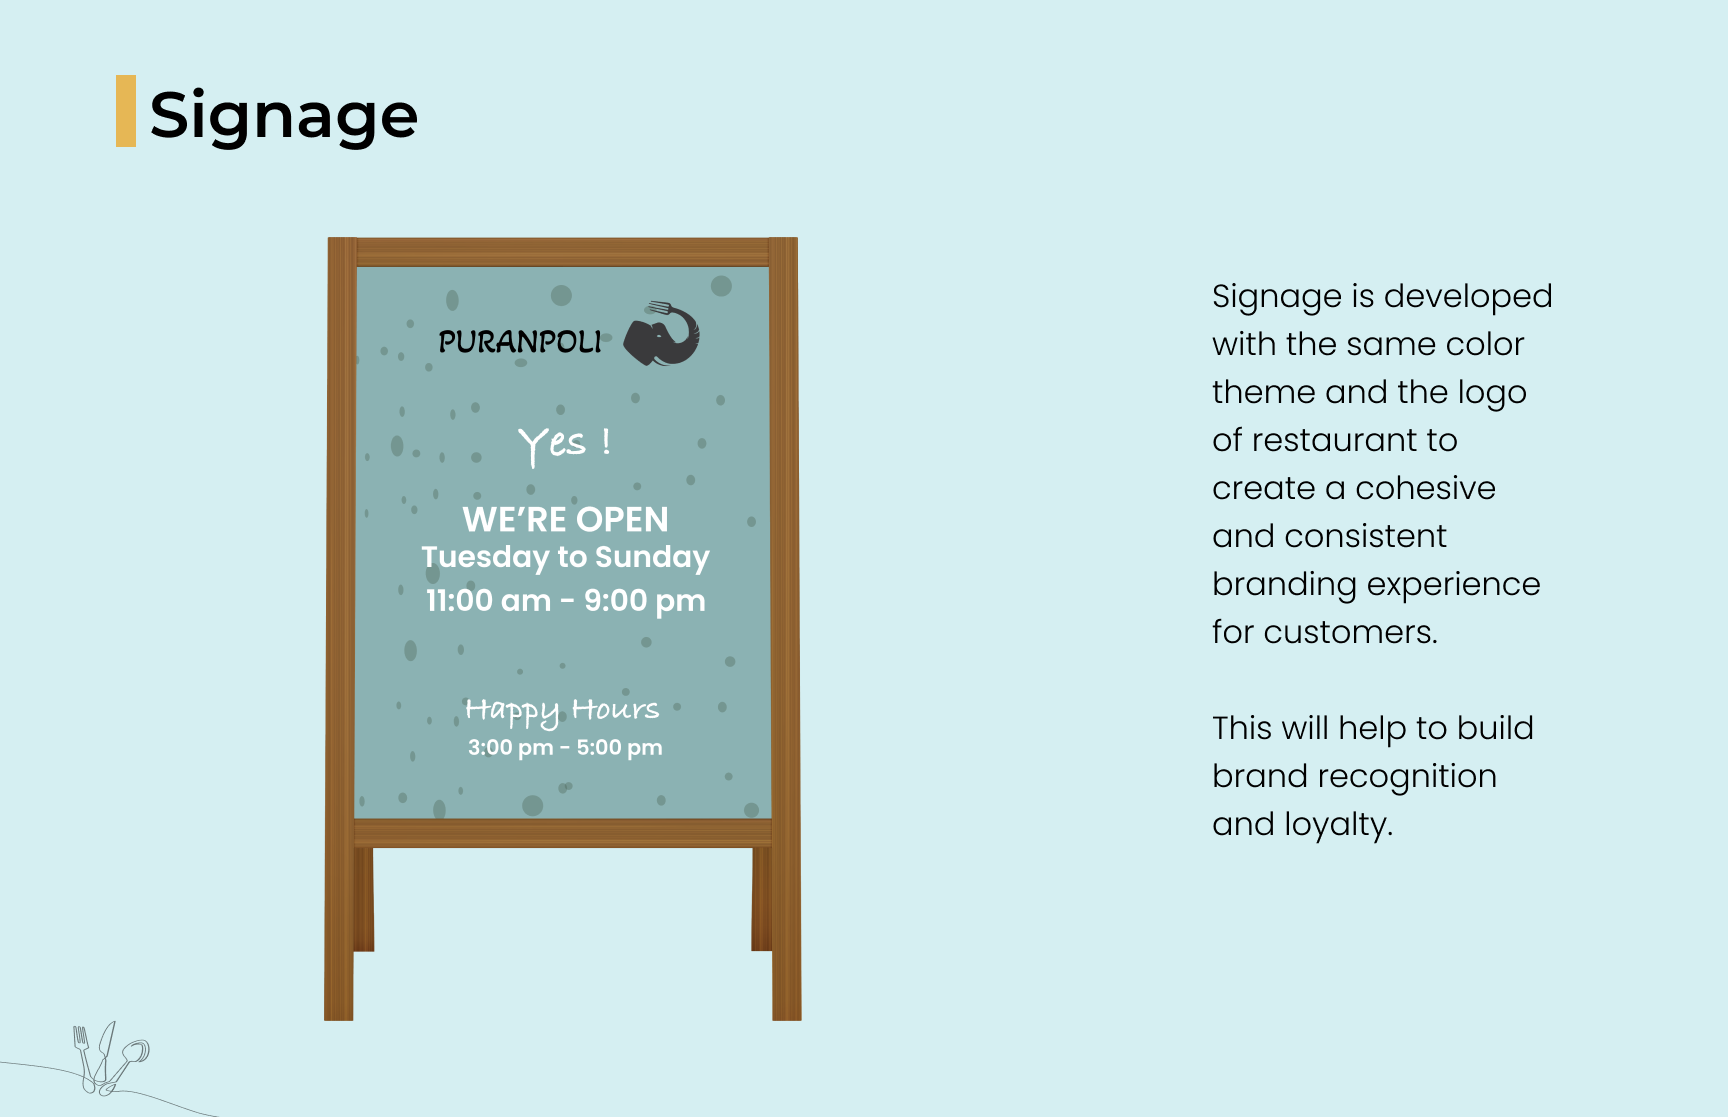 Signage
PURANPOLI
Yes !
WE’RE OPEN
Tuesday to Sunday
11:00 am - 9:00 pm
Happy Hours
3:00 pm - 5:00 pm
Signage is developed
with the same color
theme and the logo
of restaurant to
create a cohesive
and consistent
branding experience
for customers.
This will help to build
brand recognition
and loyalty.